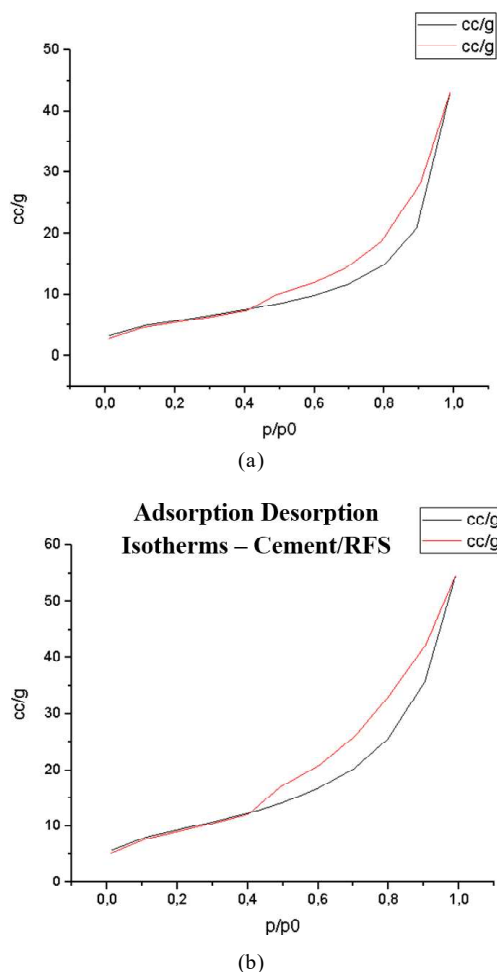 cc/g
cc/g
50
40
30
20
10
0
cc/g
0,0 0,2 0,4 0,6 0,8 1,0
p/p0
(a)
Adsorption Desorption
Isotherms – Cement/RFS
cc/g
cc/g
60
50
40
30
20
10
0
cc/g
0,0 0,2 0,4 0,6 0,8 1,0
p/p0
(b)